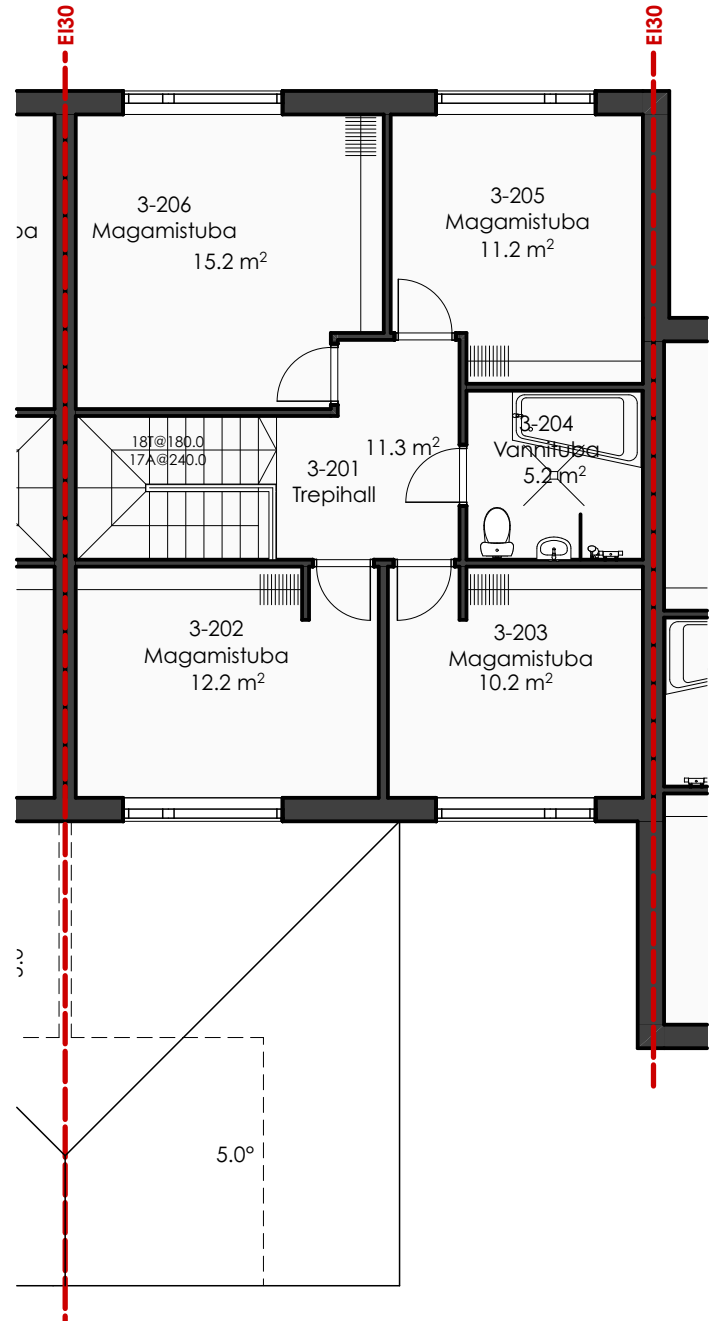 EI30
EI30
3-206
Magamistuba
15.2 m²
3-205
Magamistuba
11.2 m²
18T@180.0
17A@240.0
11.3 m²
3-201
Trepihall
3-204
Vannituba
5.2 m²
3-202
Magamistuba
12.2 m²
3-203
Magamistuba
10.2 m²
5.0°